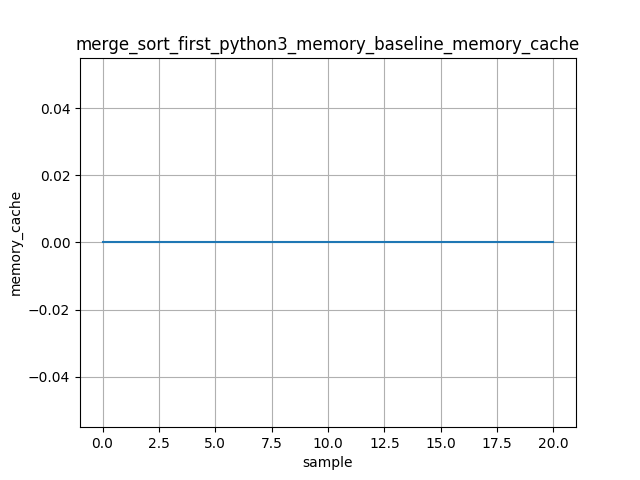 merge_sort_first_python3_memory_baseline_memory_cache
memory_cache
0.04
0.02
0.00
−0.02
−0.04
0.0 2.5 5.0 7.5 10.0 12.5 15.0 17.5 20.0
sample